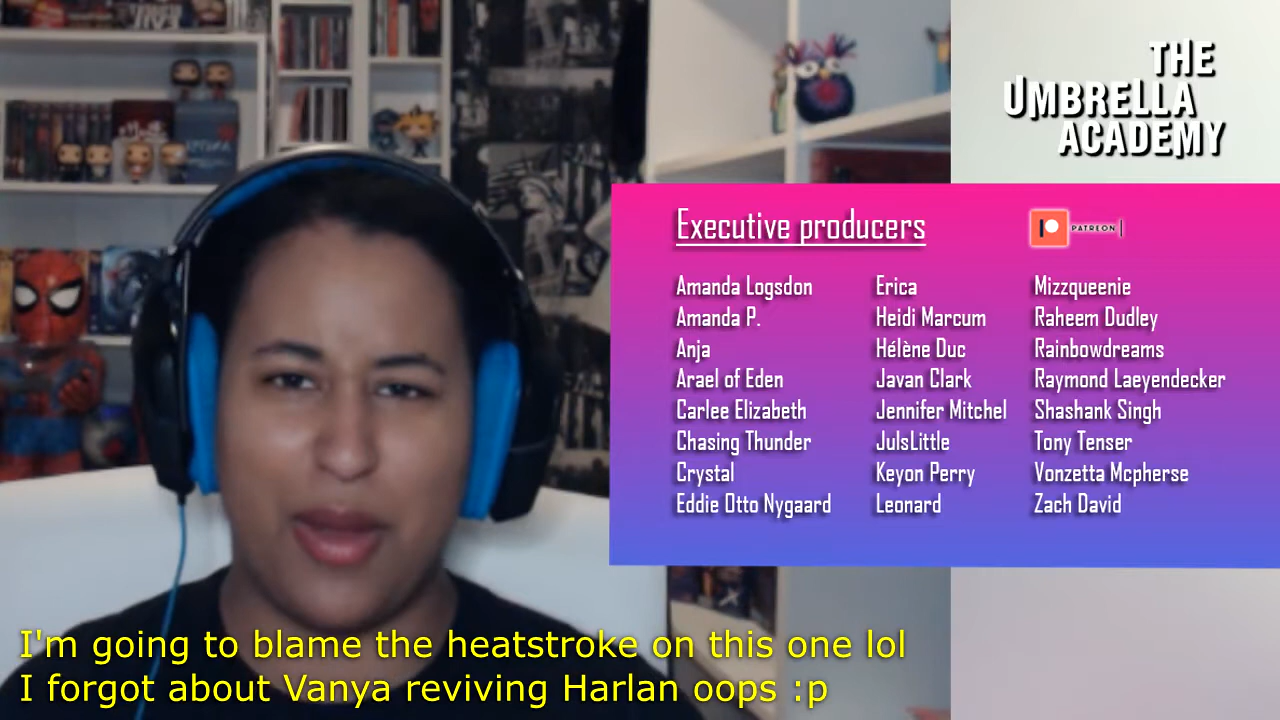 THE
UMBRELLA
ACADEMY
Executive producers
PATREON
Amanda Logsdon
Amanda P.
Anja
Arael of Eden
Carlee Elizabeth
Chasing Thunder
Crystal
Eddie Otto Nygaard
Erica
Heidi Marcum
Hélène Duc
Javan Clark
Jennifer Mitchel
JulsLittle
Keyon Perry
Leonard
Mizzqueenie
Raheem Dudley
Rainbowdreams
Raymond Laeyendecker
Shashank Singh
Tony Tenser
Vonzetta Mcpherse
Zach David
I'm going to blame the heatstroke on this one lol
I forgot about Vanya reviving Harlan oops :p